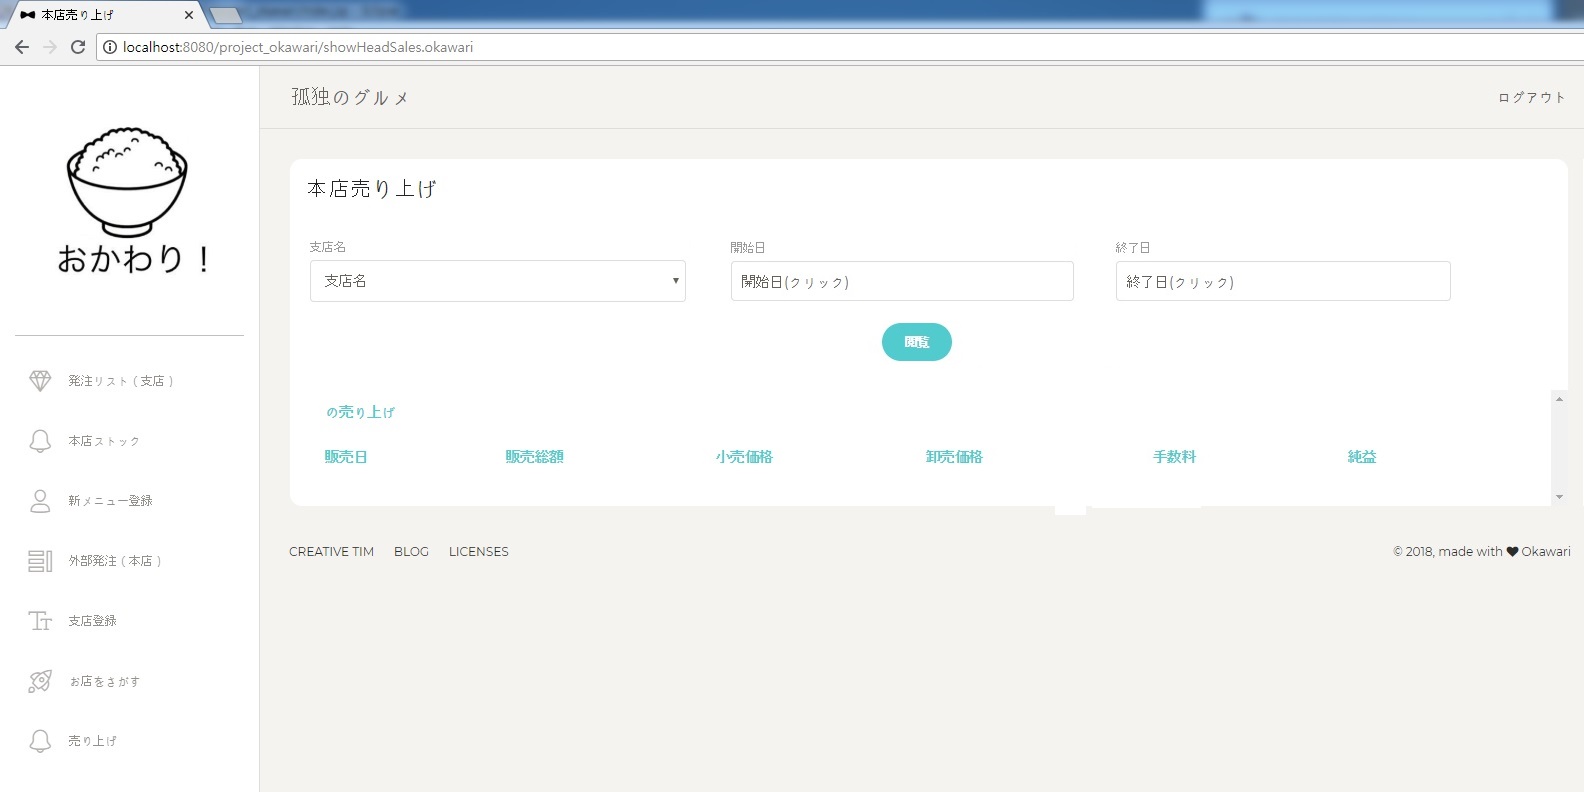 本店売り上げ
localhost:8080/project_okawari/showHeadSales.okawari
おかわり！
発注リスト ( 支店 )
本店ストック
新メニュー登録
外部発注 ( 本店 )
支店登録
お店をさがす
売り上げ
孤独のグルメ
ログアウト
本店売り上げ
支店名
開始日
終了日
支店名
開始日(クリック)
終了日(クリック)
閲覧
の売り上げ
販売日 販売総額 小売価格 卸売価格 手数料 純益
CREATIVE TIM BLOG LICENSES
© 2018, made with ♥ Okawari